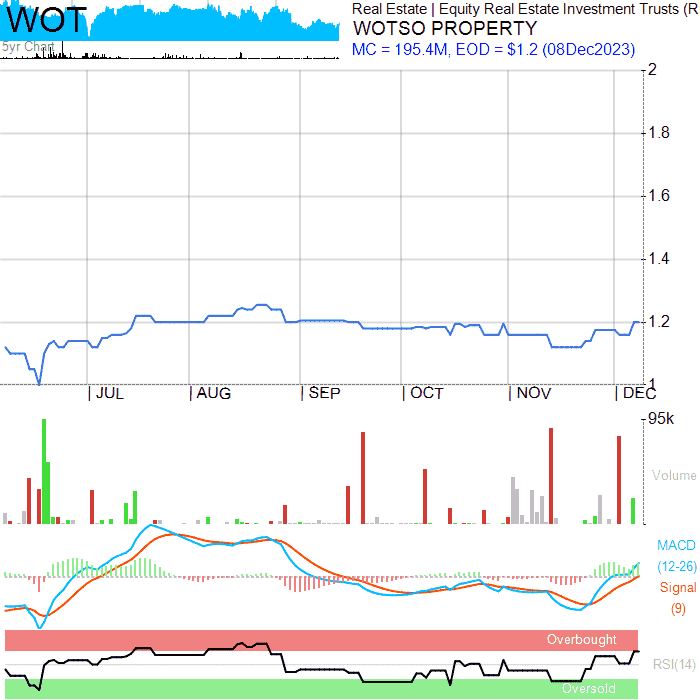 WOT
5yr Chart
Real Estate | Equity Real Estate Investment Trusts (R
WOTSO PROPERTY
MC = 195.4M, EOD = $1.2 (08Dec2023)
2
1.8
1.6
1.4
1.2
1
JUL AUG SEP OCT NOV DEC
95k
Volume
MACD
(12-26)
Signal
(9)
Overbought
RSI(14)
Oversold